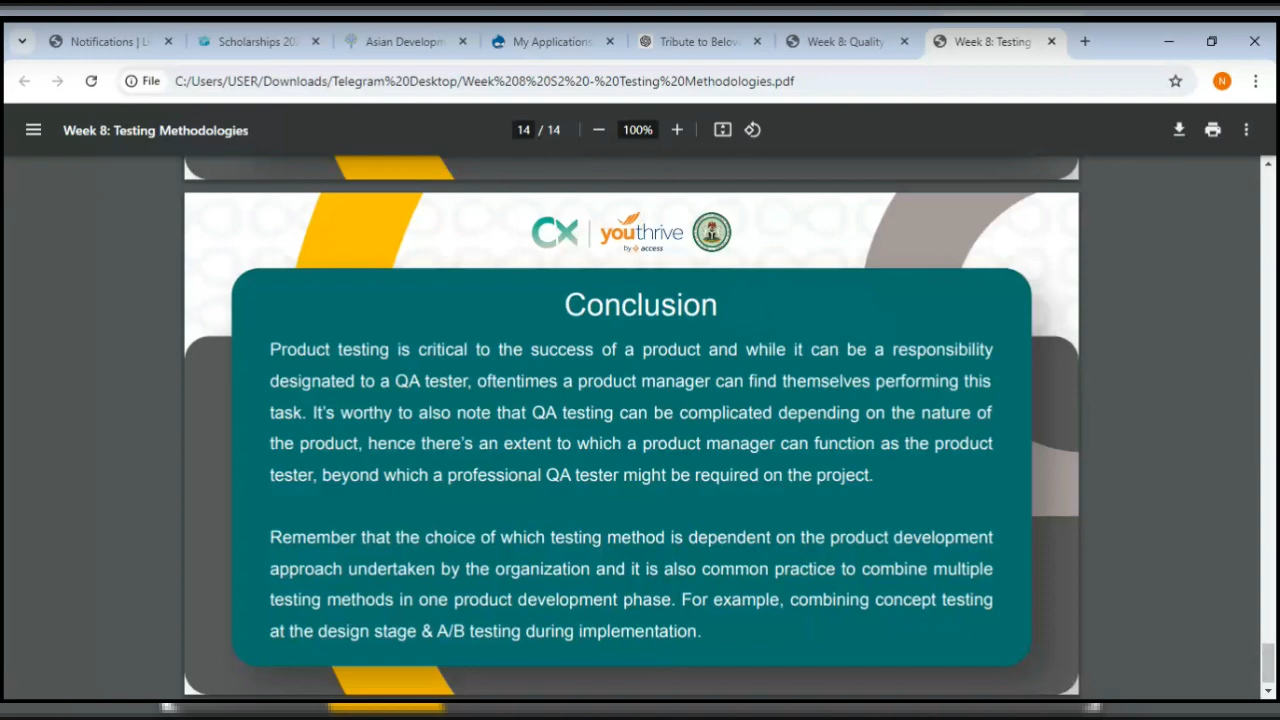 Notifications | L
Scholarships 202
Asian Developm
My Applications
Tribute to Belov
Week 8: Quality
Week 8: Testing
File
C:/Users/USER/Downloads/Telegram%20Desktop/Week%208%20S2%20-%20Testing%20Methodologies.pdf
N
Week 8: Testing Methodologies
14 / 14
100%
CX
youthrive
by access
Conclusion
Product testing is critical to the success of a product and while it can be a responsibility
designated to a QA tester, oftentimes a product manager can find themselves performing this
task. It's worthy to also note that QA testing can be complicated depending on the nature of
the product, hence there's an extent to which a product manager can function as the product
tester, beyond which a professional QA tester might be required on the project.
Remember that the choice of which testing method is dependent on the product development
approach undertaken by the organization and it is also common practice to combine multiple
testing methods in one product development phase. For example, combining concept testing
at the design stage & A/B testing during implementation.